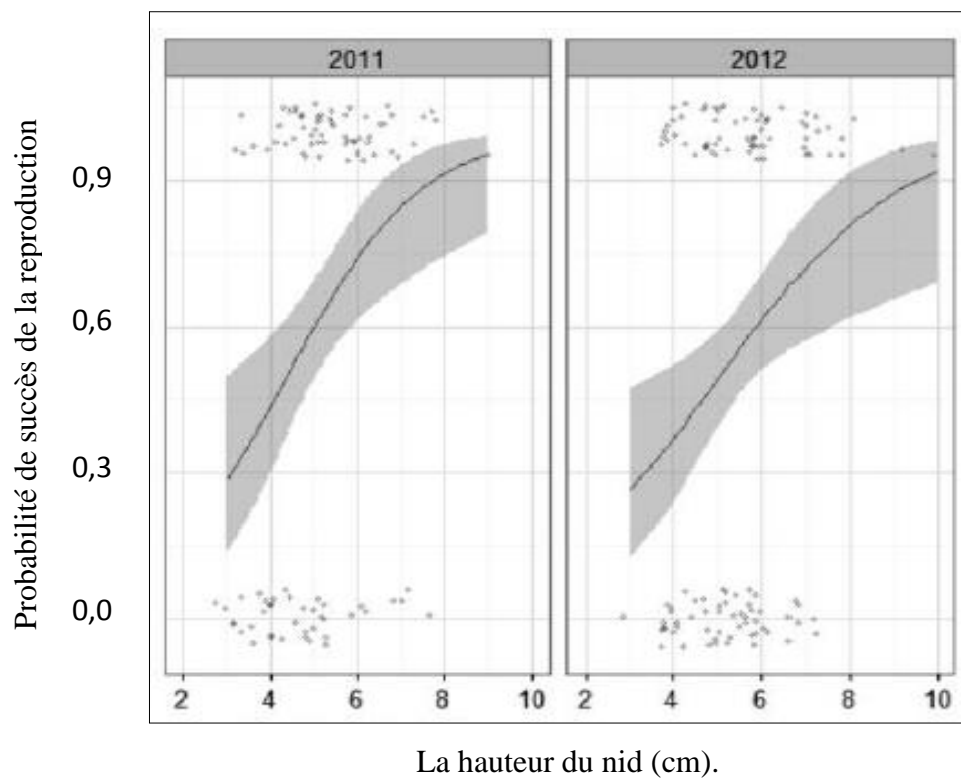 2011 2012
Probabilité de succès de la reproduction
0,9
0,6
0,3
0,0
2 4 6 8 10 2 4 6 8 10
La hauteur du nid (cm).